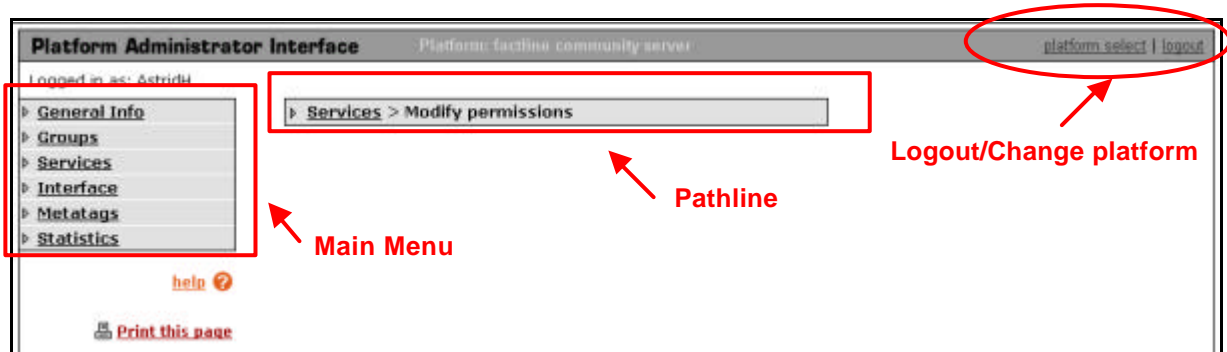 Platform Administrator Interface Platform: factline community server platform select | logout
Logged in as: AstridH
General Info
Groups
Services
Interface
Metatags
Statistics
Services > Modify permissions
Logout/Change platform
Pathline
Main Menu
help ?
Print this page